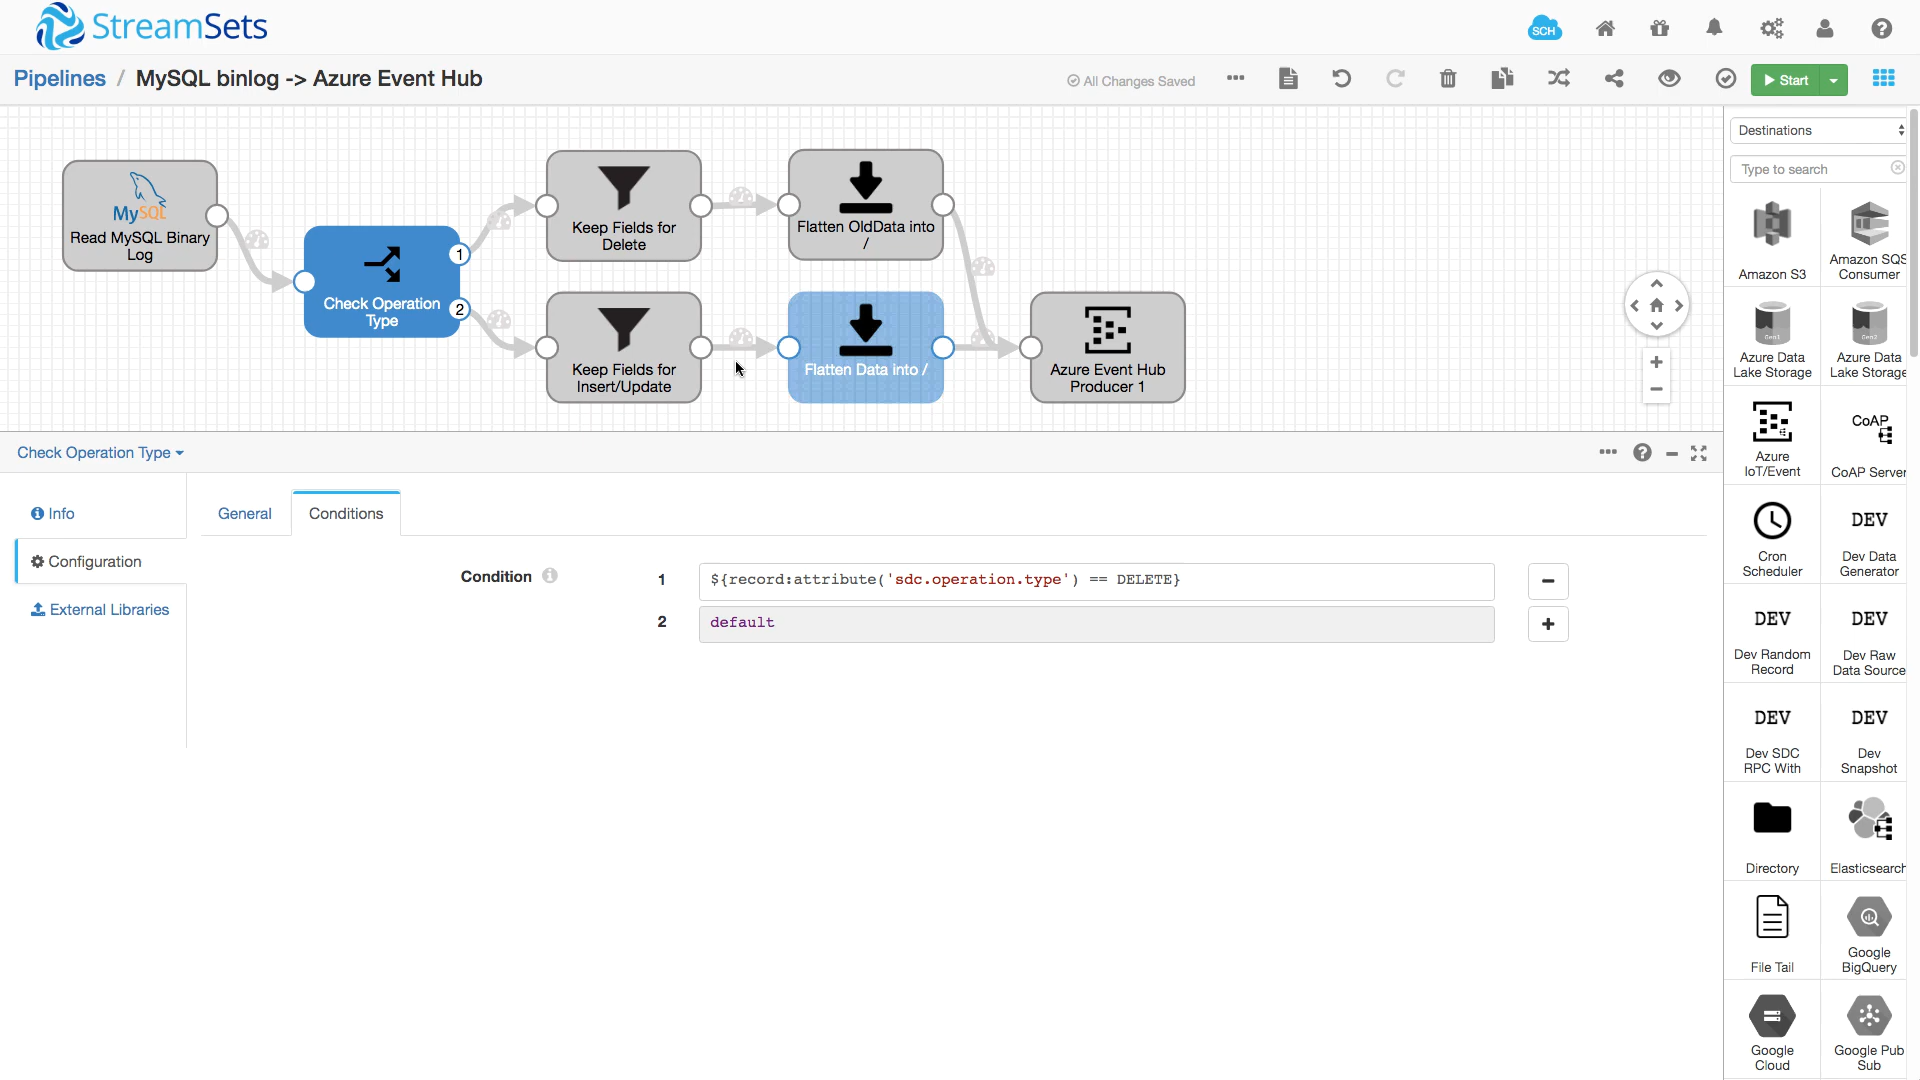 StreamSets
SCH
Pipelines / MySQL binlog -> Azure Event Hub
All Changes Saved
Start
MySQL
Read MySQL Binary
Log
Check Operation
Type
1
2
Keep Fields for
Delete
Flatten OldData into
/
Keep Fields for
Insert/Update
Flatten Data into /
Azure Event Hub
Producer 1
Check Operation Type
Info
Configuration
External Libraries
General
Conditions
Condition
1
${record:attribute('sdc.operation.type') == DELETE}
2
default
Destinations
Type to search
Amazon S3
Amazon SQS
Consumer
Gen1
Azure Data
Lake Storage
Gen2
Azure Data
Lake Storage
Azure
IoT/Event
CoAP
CoAP Server
Cron
Scheduler
DEV
Dev Data
Generator
DEV
Dev Random
Record
DEV
Dev Raw
Data Source
DEV
Dev SDC
RPC With
DEV
Dev
Snapshot
Directory
Elasticsearch
File Tail
Google
BigQuery
Google
Cloud
Google Pub
Sub